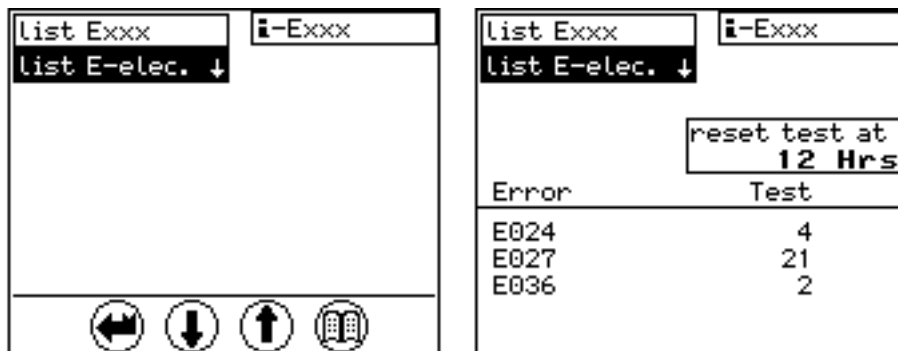 list Exxx
i-Exxx
list E-elec. ↓
list Exxx
i-Exxx
list E-elec. ↓
reset test at
12 Hrs
Error Test
E024 4
E027 21
E036 2